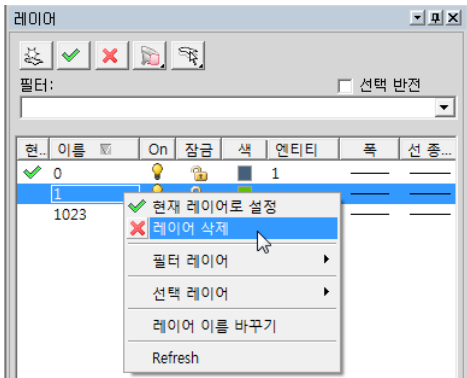 레이어
필터:
선택 반전
현.. 이름 On 잠금 색 엔티티 폭 선 종...
0 1
1
1023
현재 레이어로 설정
레이어 삭제
필터 레이어
선택 레이어
레이어 이름 바꾸기
Refresh